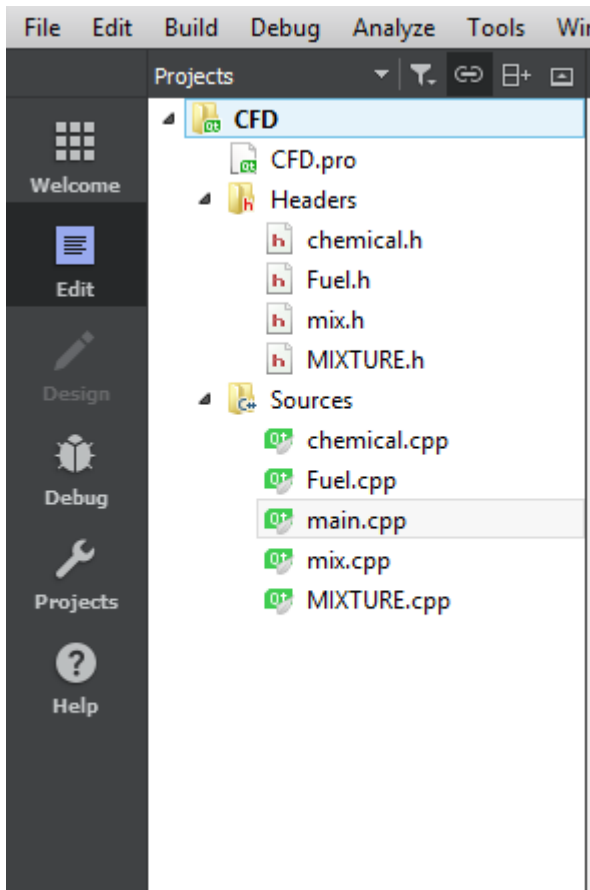 File Edit Build Debug Analyze Tools
Projects
Welcome
Edit
Design
Debug
Projects
Help
CFD
CFD.pro
Headers
chemical.h
Fuel.h
mix.h
MIXTURE.h
Sources
chemical.cpp
Fuel.cpp
main.cpp
mix.cpp
MIXTURE.cpp